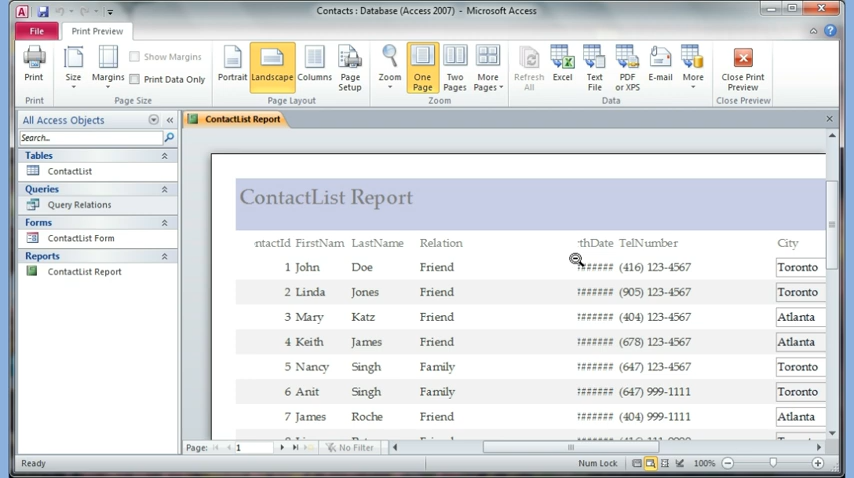 Contacts : Database (Access 2007) - Microsoft Access
File Print Preview
Print Size Margins Show Margins Print Data Only Portrait Landscape Columns Page Setup Zoom One Page Two Pages More Pages Refresh All Excel Text File PDF or XPS E-mail More Close Print Preview
Print Page Size Page Layout Zoom Data Close Preview
All Access Objects
Search...
Tables
ContactList
Queries
Query Relations
Forms
ContactList Form
Reports
ContactList Report
ContactList Report
ContactList Report
ntactId FirstNam LastName Relation thDate TelNumber City
1 John Doe Friend ####### (416) 123-4567 Toronto
2 Linda Jones Friend ####### (905) 123-4567 Toronto
3 Mary Katz Friend ####### (404) 123-4567 Atlanta
4 Keith James Friend ####### (678) 123-4567 Atlanta
5 Nancy Singh Family ####### (647) 123-4567 Toronto
6 Anit Singh Family ####### (647) 999-1111 Toronto
7 James Roche Friend ####### (404) 999-1111 Atlanta
Page: 1 No Filter
Ready Num Lock 100%